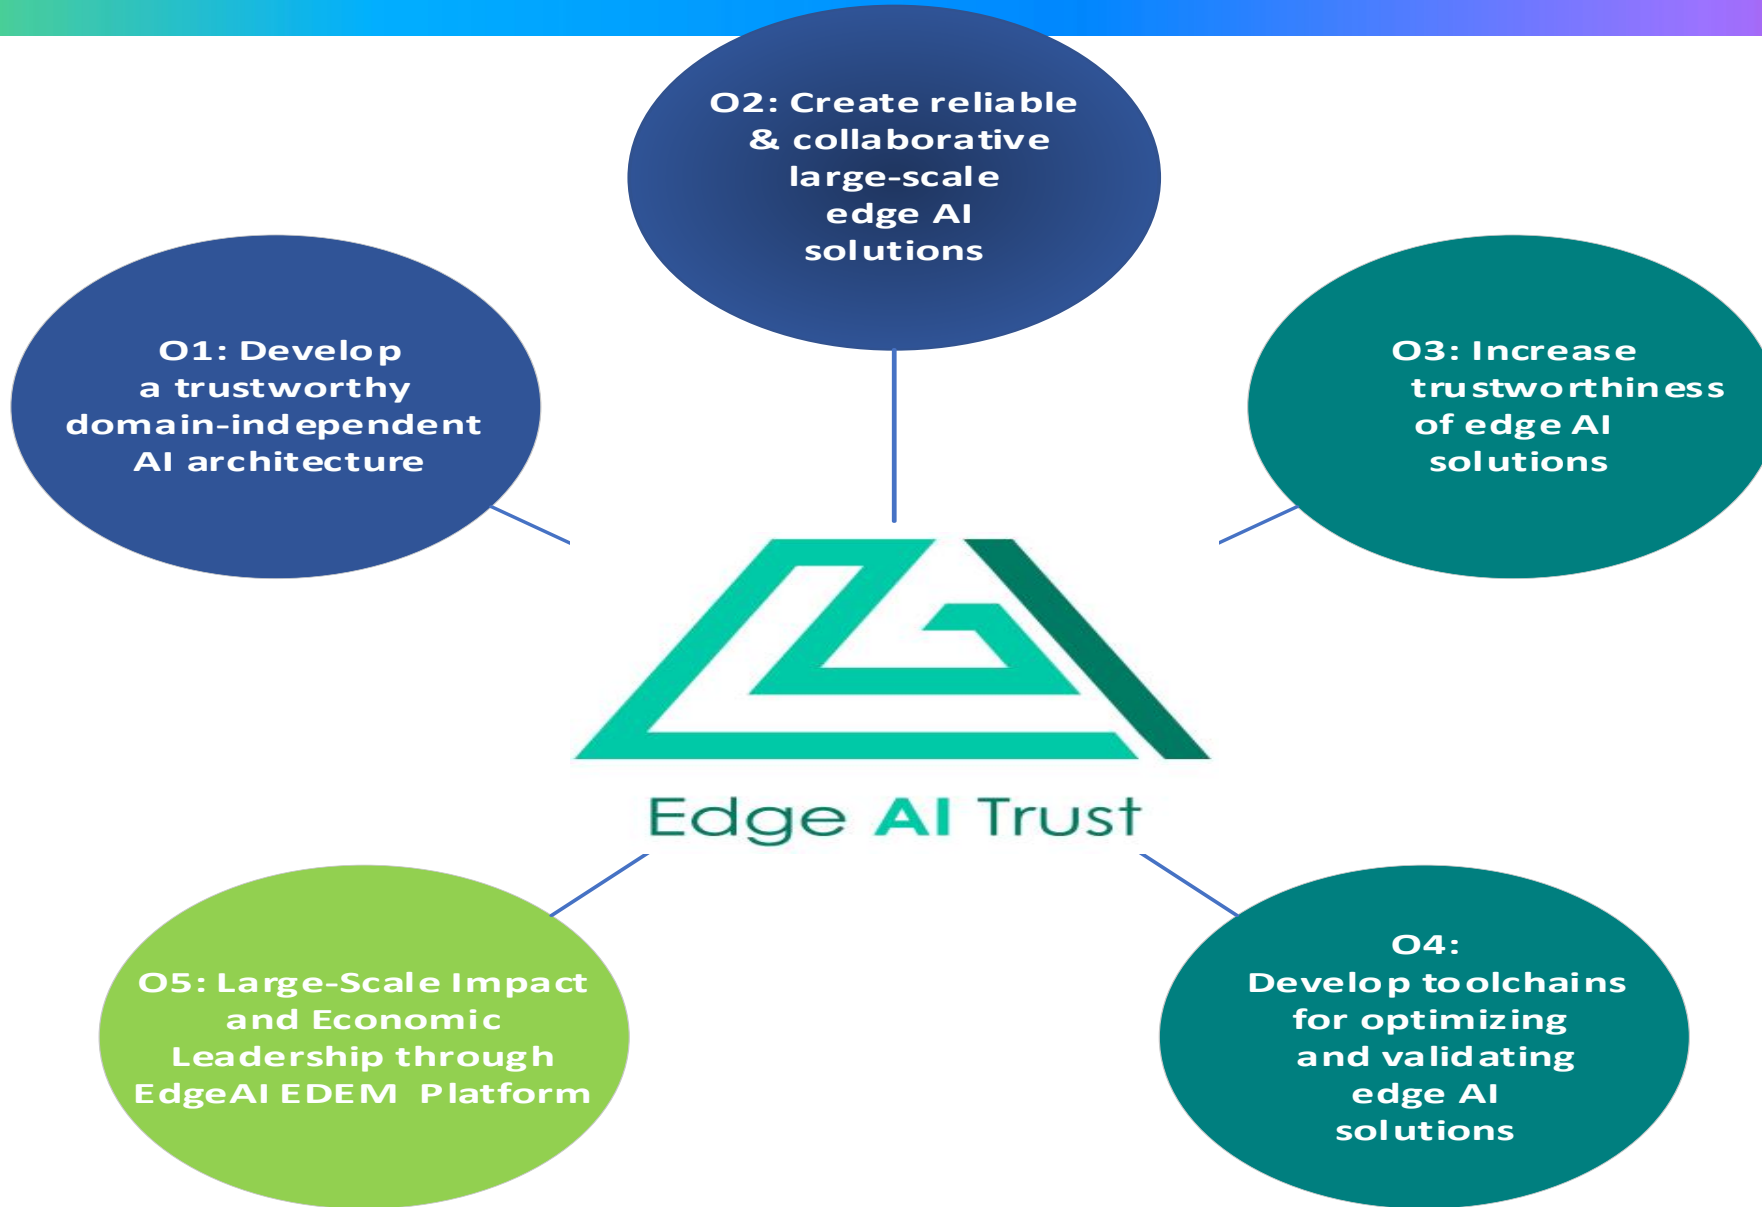 O1: Develop
a trustworthy
domain-independent
AI architecture
O2: Create reliable
& collaborative
large-scale
edge AI
solutions
O3: Increase
trustworthiness
of edge AI
solutions
Edge AI Trust
O4:
Develop toolchains
for optimizing
and validating
edge AI
solutions
O5: Large-Scale Impact
and Economic
Leadership through
EdgeAI EDEM Platform